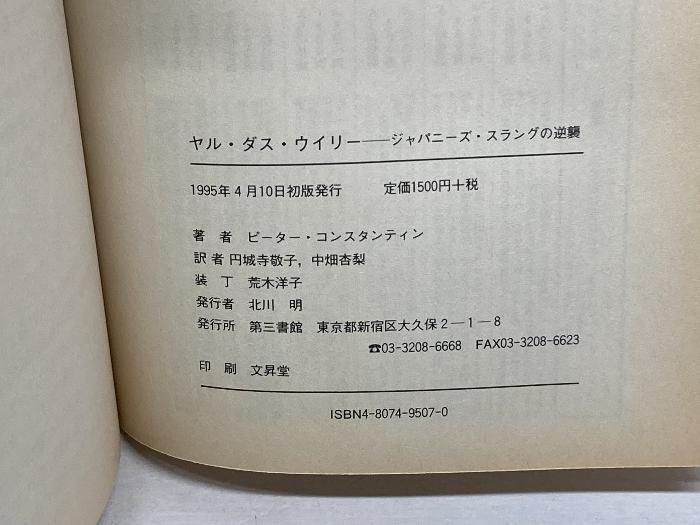 ヤル・ダス・ウイリー──ジャパニーズ・スラングの逆襲
1995年4月10日初版発行　定価1500円＋税
著　者　ピーター・コンスタンティン
訳 者 円城寺敬子，中畑杏梨
装　丁　荒木洋子
発行者　北川　明
発行所　第三書館　東京都新宿区大久保2―1―8
☎03-3208-6668　FAX03-3208-6623
印　刷　文昇堂
ISBN4-8074-9507-0